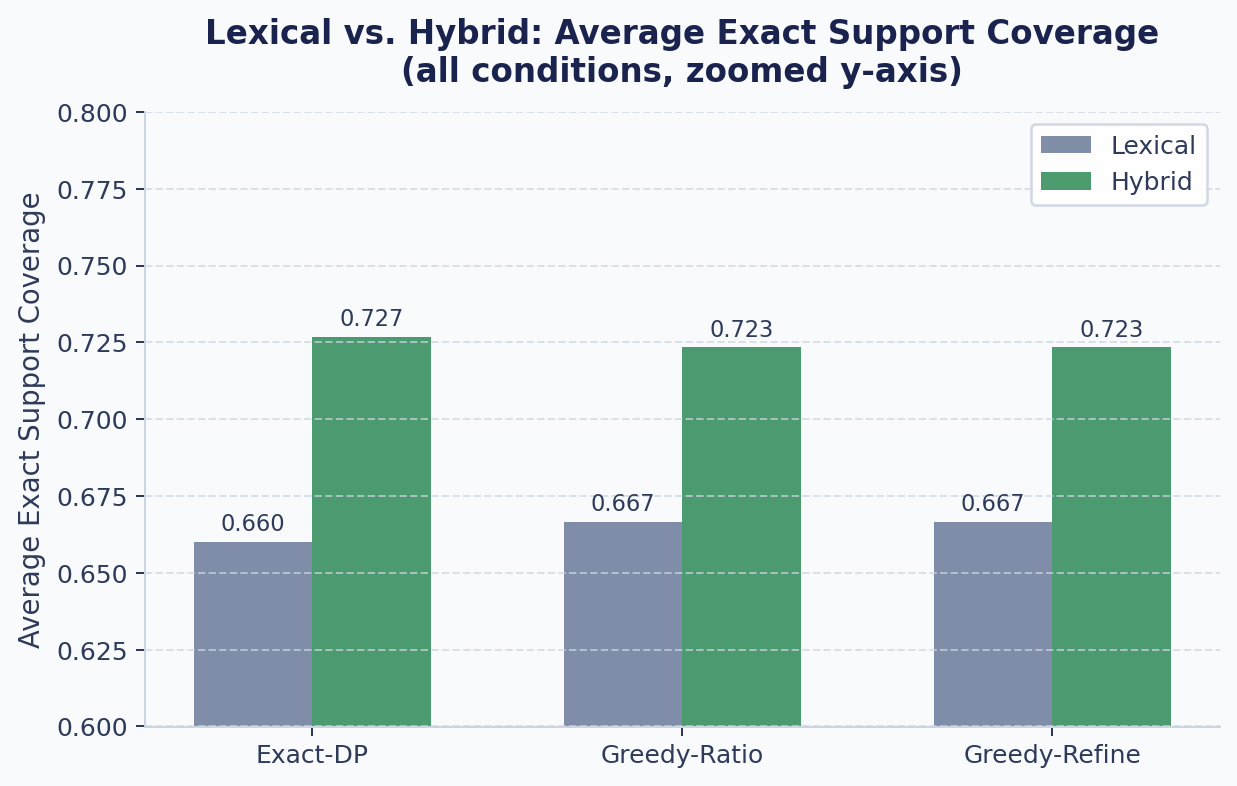 Lexical vs. Hybrid: Average Exact Support Coverage
(all conditions, zoomed y-axis)
Average Exact Support Coverage
0.800
0.775
0.750
0.725
0.700
0.675
0.650
0.625
0.600
Lexical
Hybrid
0.660
0.727
0.667
0.723
0.667
0.723
Exact-DP
Greedy-Ratio
Greedy-Refine